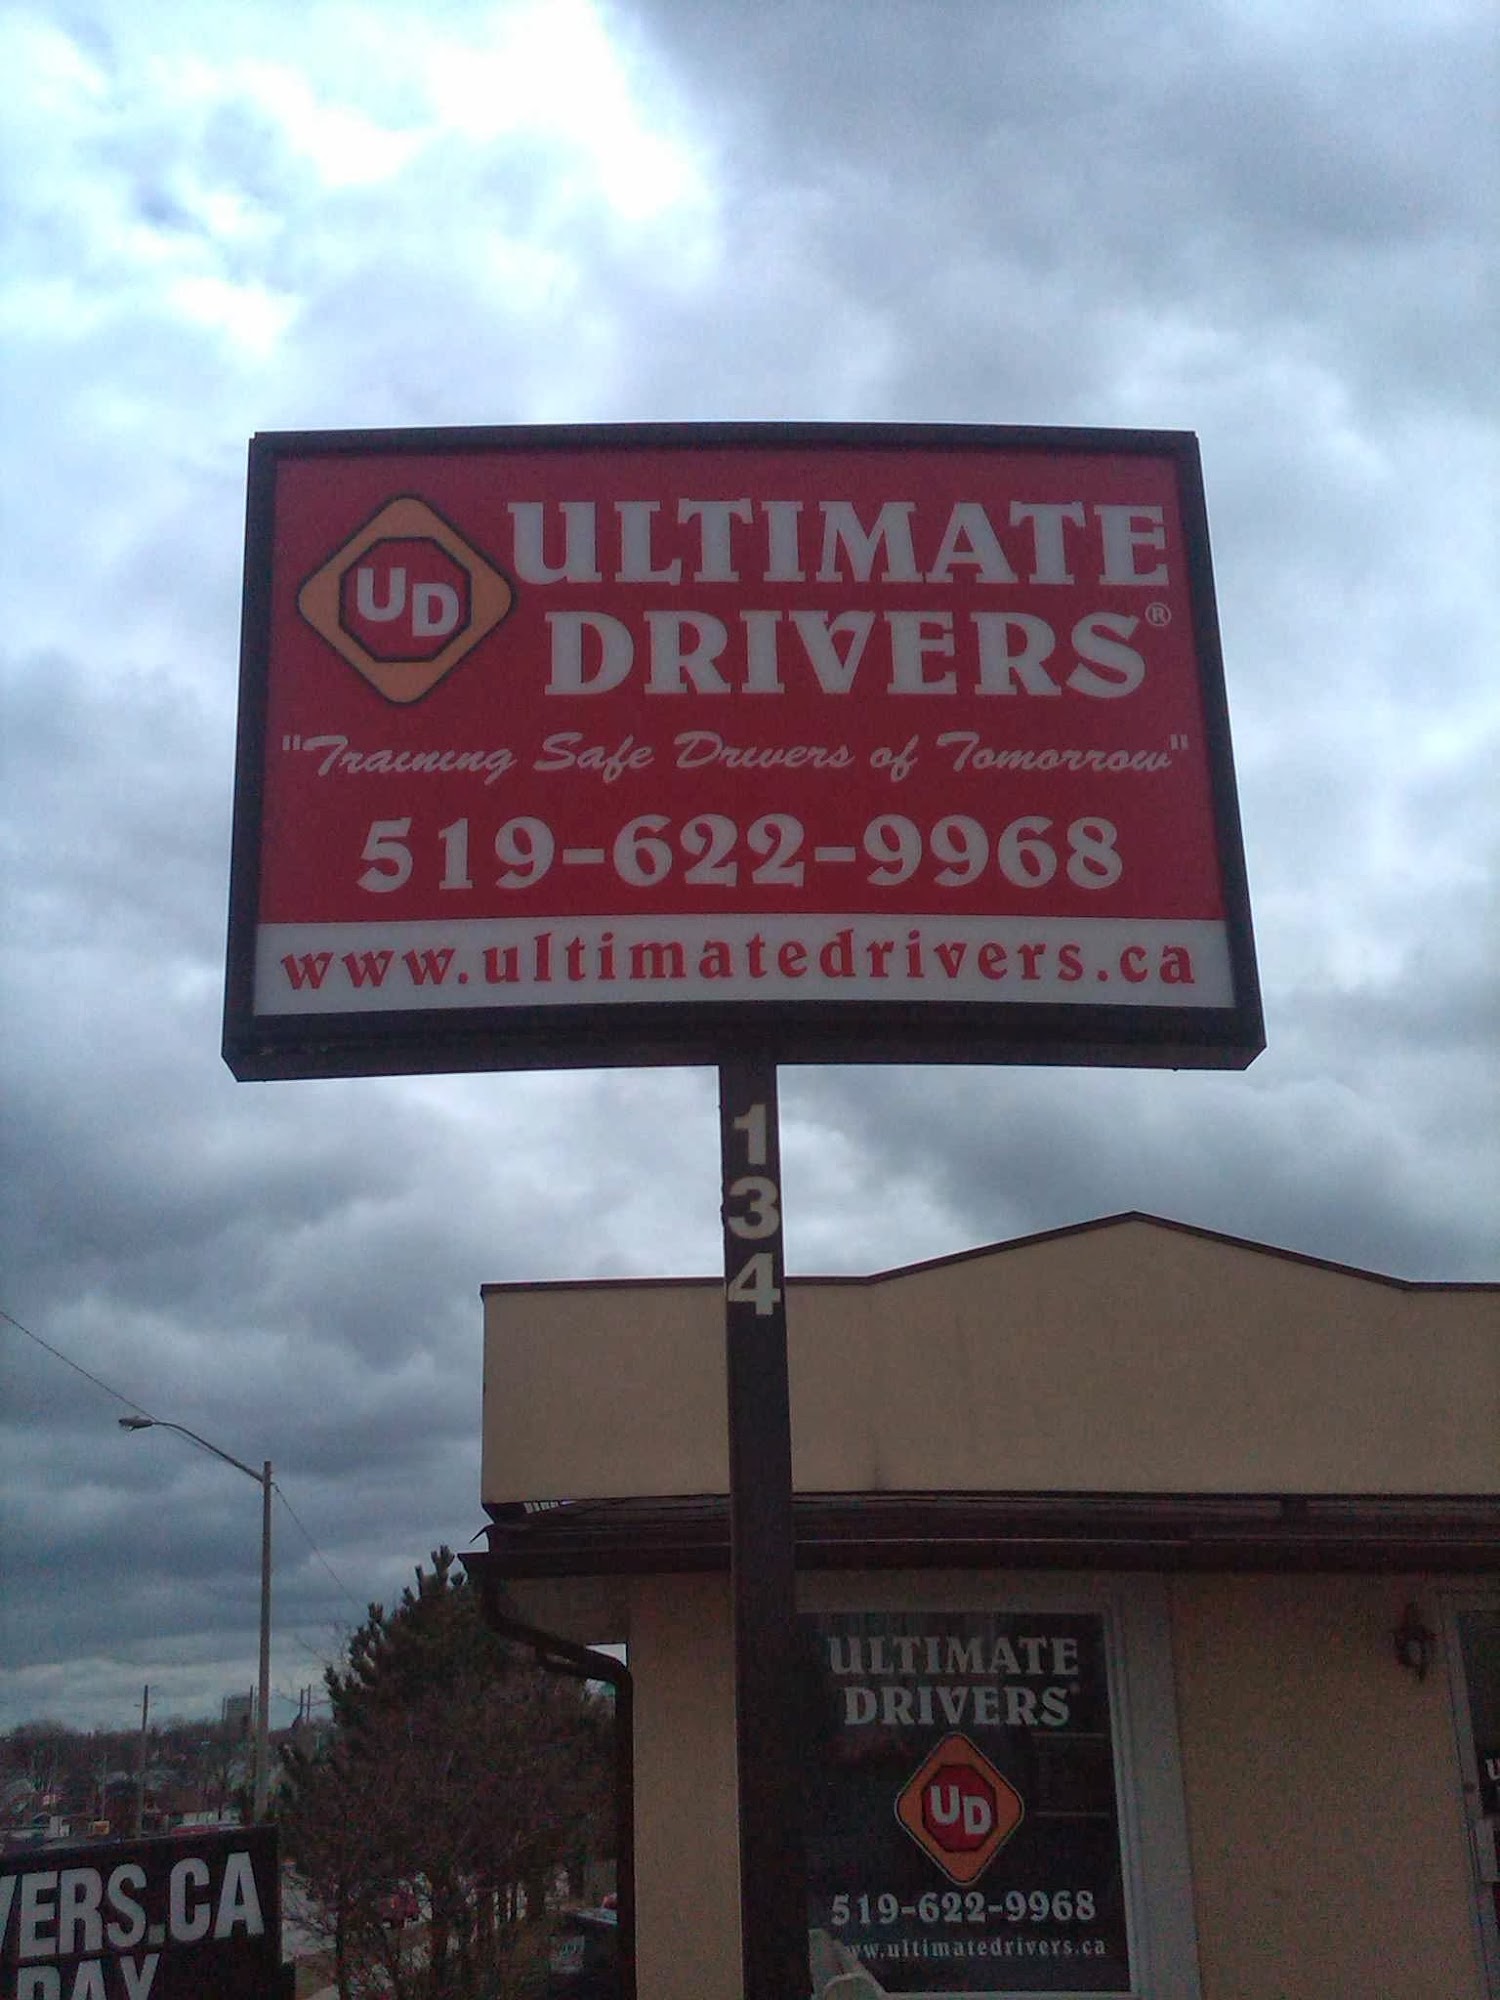 UD
ULTIMATE
DRIVERS®
"Training Safe Drivers of Tomorrow"
519-622-9968
www.ultimatedrivers.ca
134
ULTIMATE
DRIVERS
UD
519-622-9968
www.ultimatedrivers.ca
VERS.CA
DAY